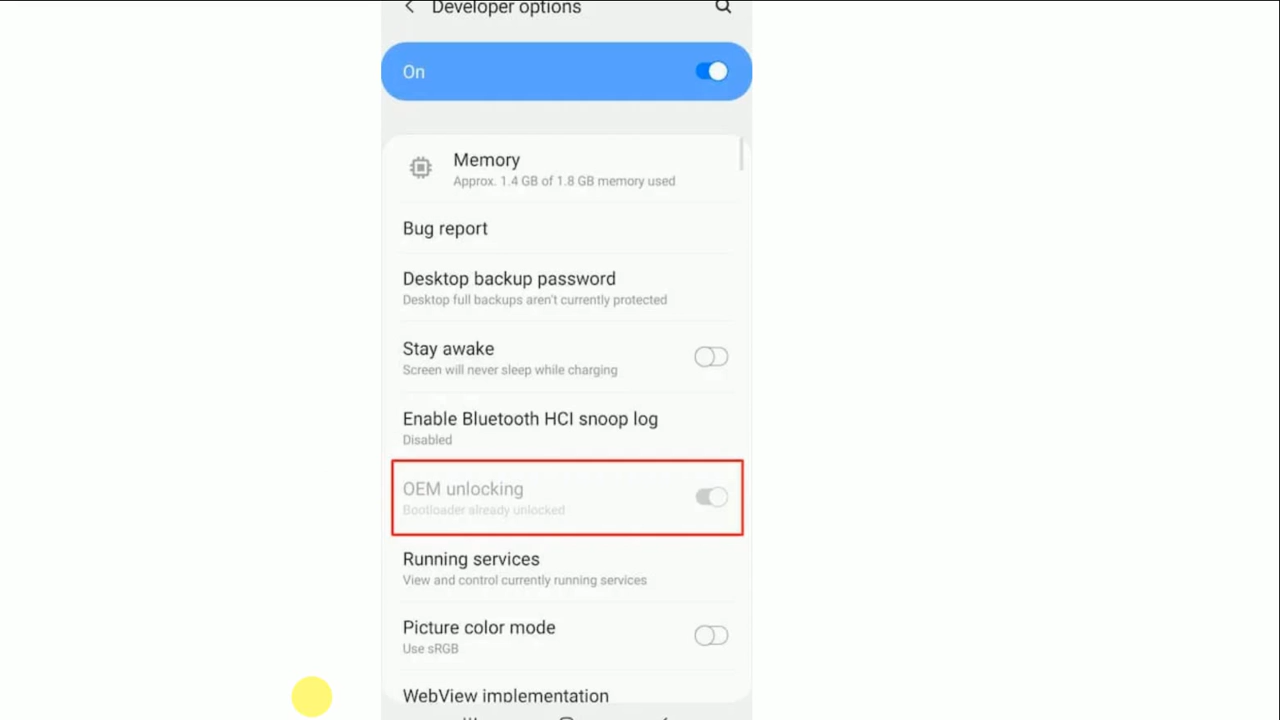 Developer options
On
Memory
Approx. 1.4 GB of 1.8 GB memory used
Bug report
Desktop backup password
Desktop full backups aren't currently protected
Stay awake
Screen will never sleep while charging
Enable Bluetooth HCI snoop log
Disabled
OEM unlocking
Bootloader already unlocked
Running services
View and control currently running services
Picture color mode
Use sRGB
WebView implementation